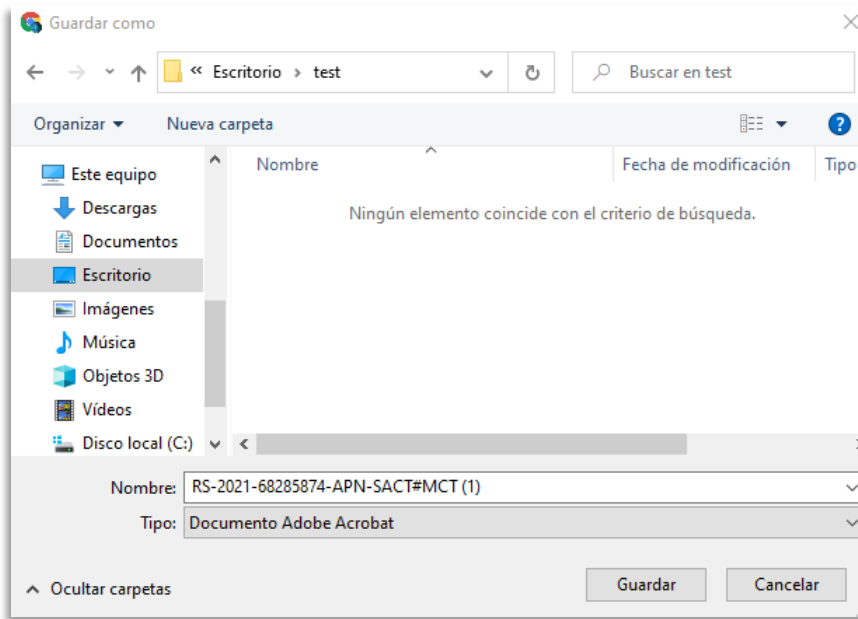 Guardar como
« Escritorio › test
Buscar en test
Organizar
Nueva carpeta
?
Este equipo
Descargas
Documentos
Escritorio
Imágenes
Música
Objetos 3D
Vídeos
Disco local (C:)
Nombre
Fecha de modificación
Tipo
Ningún elemento coincide con el criterio de búsqueda.
Nombre: RS-2021-68285874-APN-SACT#MCT (1)
Tipo: Documento Adobe Acrobat
Ocultar carpetas
Guardar
Cancelar